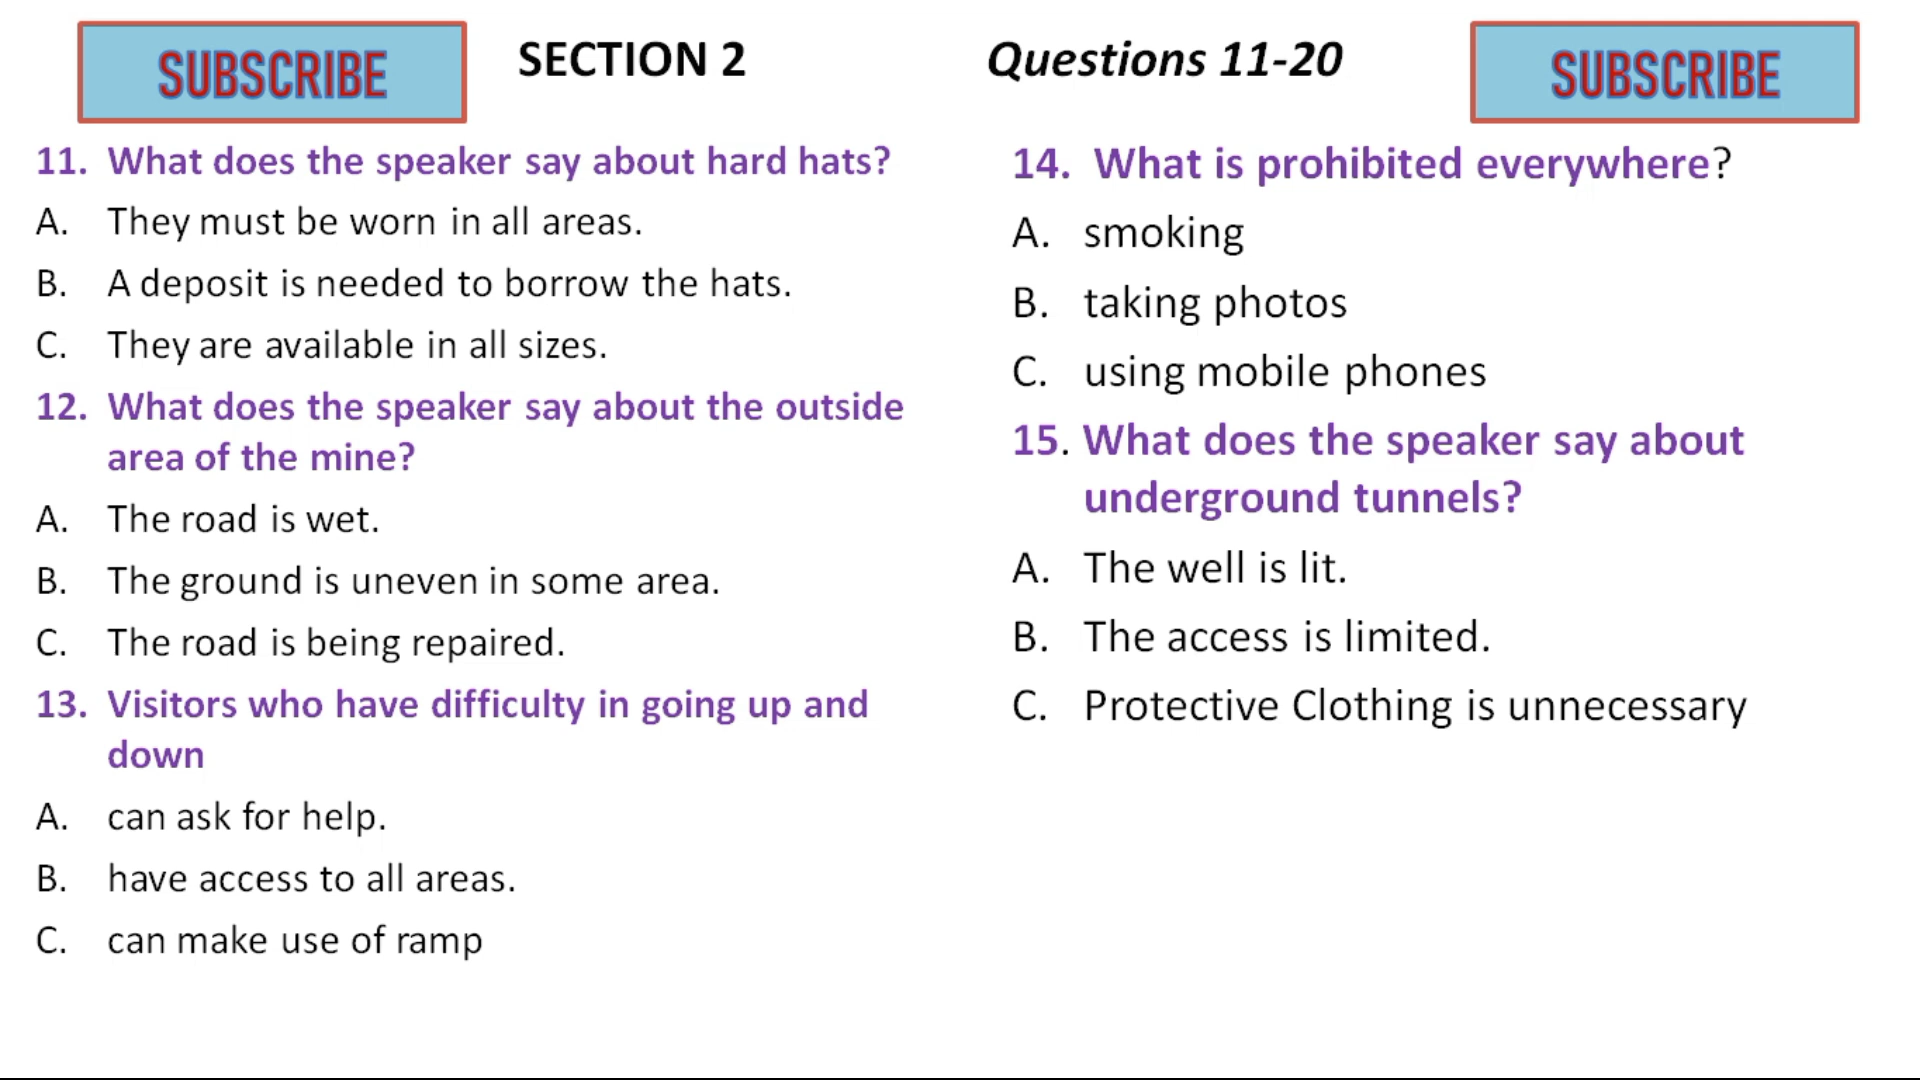 SUBSCRIBE
SECTION 2
Questions 11-20
SUBSCRIBE
11. What does the speaker say about hard hats?
A. They must be worn in all areas.
B. A deposit is needed to borrow the hats.
C. They are available in all sizes.
12. What does the speaker say about the outside
area of the mine?
A. The road is wet.
B. The ground is uneven in some area.
C. The road is being repaired.
13. Visitors who have difficulty in going up and
down
A. can ask for help.
B. have access to all areas.
C. can make use of ramp
14. What is prohibited everywhere?
A. smoking
B. taking photos
C. using mobile phones
15. What does the speaker say about
underground tunnels?
A. The well is lit.
B. The access is limited.
C. Protective Clothing is unnecessary